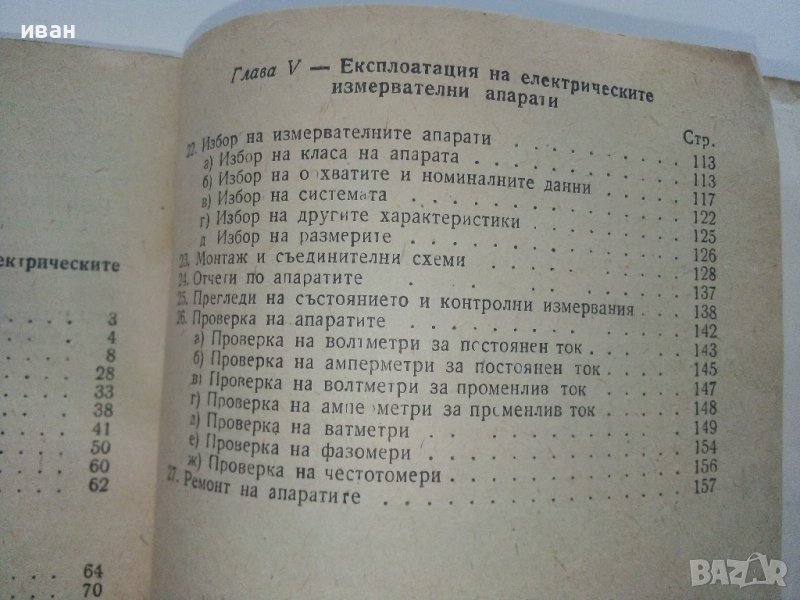 иван
ектрическите
3
4
8
28
33
38
41
50
60
62
64
70
Глава V — Експлоатация на електрическите
измервателни апарати
Стр.
22. Избор на измервателните апарати . . . . . . 113
а) Избор на класа на апарата . . . . . . 113
б) Избор на охватите и номиналните данни . . . . 117
в) Избор на системата . . . . . . 122
г) Избор на другите характеристики . . . . . 125
д Избор на размерите . . . . . . 126
23. Монтаж и съединителни схеми . . . . . . 128
24. Отчети по апаратите . . . . . . 137
25. Прегледи на състоянието и контролни измервания . . 138
26. Проверка на апаратите . . . . . . 142
а) Проверка на волтметри за постоянен ток . . . . 143
б) Проверка на амперметри за постоянен ток . . . . 145
в) Проверка на волтметри за променлив ток . . . . 147
г) Проверка на амперметри за променлив ток . . . . 148
д) Проверка на ватметри . . . . . . 149
е) Проверка на фазомери . . . . . . 154
ж) Проверка на честотомери . . . . . . 156
27. Ремонт на апаратите . . . . . . 157
BAZAR